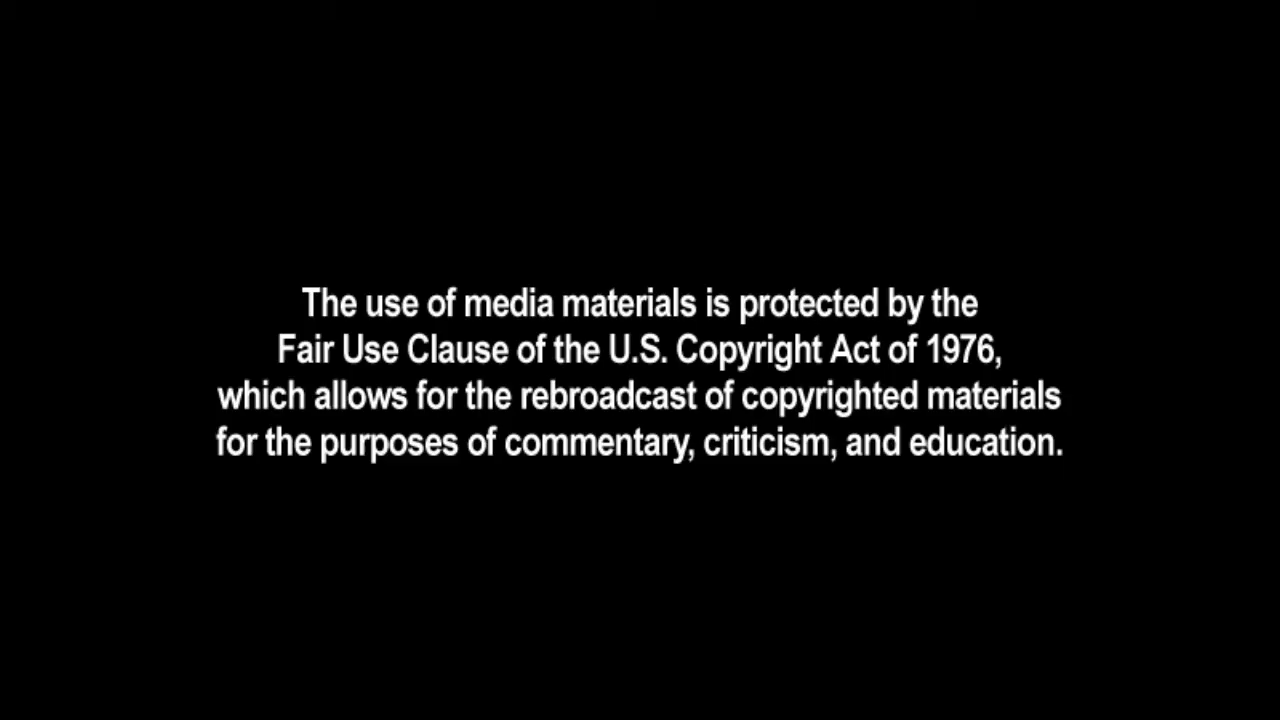 The use of media materials is protected by the
Fair Use Clause of the U.S. Copyright Act of 1976,
which allows for the rebroadcast of copyrighted materials
for the purposes of commentary, criticism, and education.